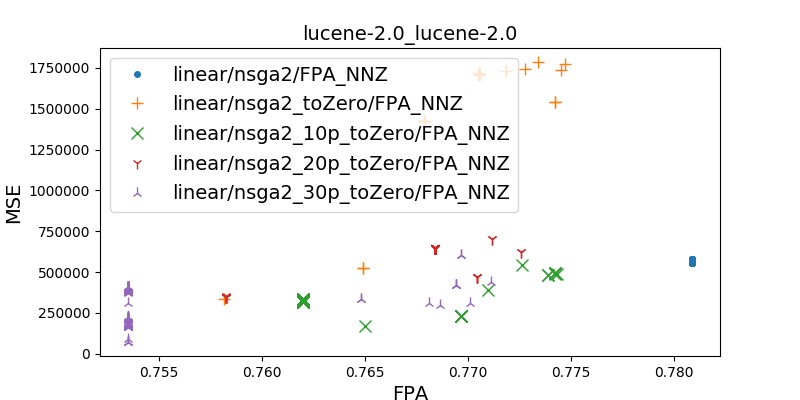 lucene-2.0_lucene-2.0
1750000
1500000
1250000
1000000
750000
500000
250000
0
MSE
linear/nsga2/FPA_NNZ
linear/nsga2_toZero/FPA_NNZ
linear/nsga2_10p_toZero/FPA_NNZ
linear/nsga2_20p_toZero/FPA_NNZ
linear/nsga2_30p_toZero/FPA_NNZ
0.755 0.760 0.765 0.770 0.775 0.780
FPA